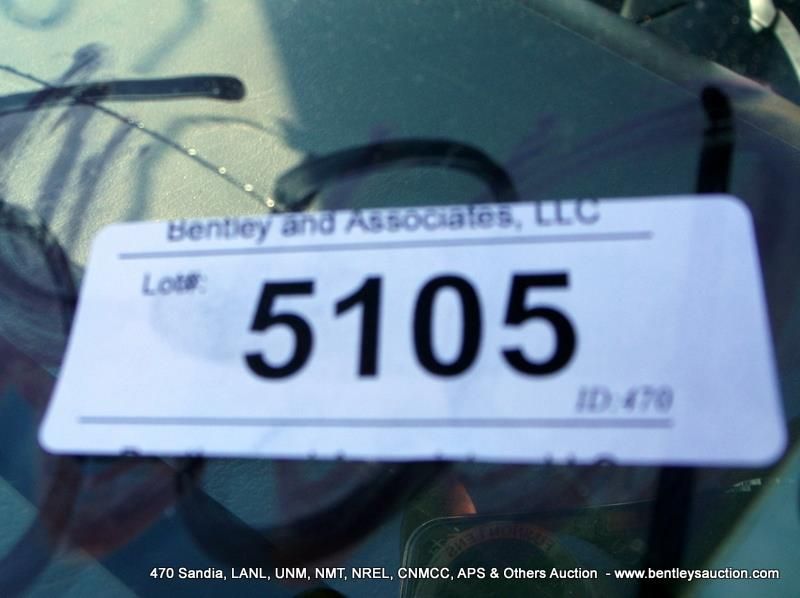 Bentley and Associates, LLC
Lot#:
5105
ID:470
470 Sandia, LANL, UNM, NMT, NREL, CNMCC, APS & Others Auction - www.bentleysauction.com